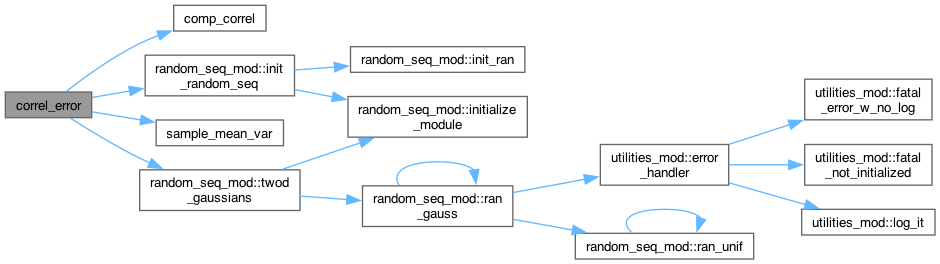 comp_correl
random_seq_mod::init
_random_seq
random_seq_mod::init_ran
correl_error
sample_mean_var
random_seq_mod::initialize
_module
random_seq_mod::twod
_gaussians
random_seq_mod::ran
_gauss
utilities_mod::error
_handler
utilities_mod::fatal
_error_w_no_log
utilities_mod::fatal
_not_initialized
utilities_mod::log_it
random_seq_mod::ran_unif